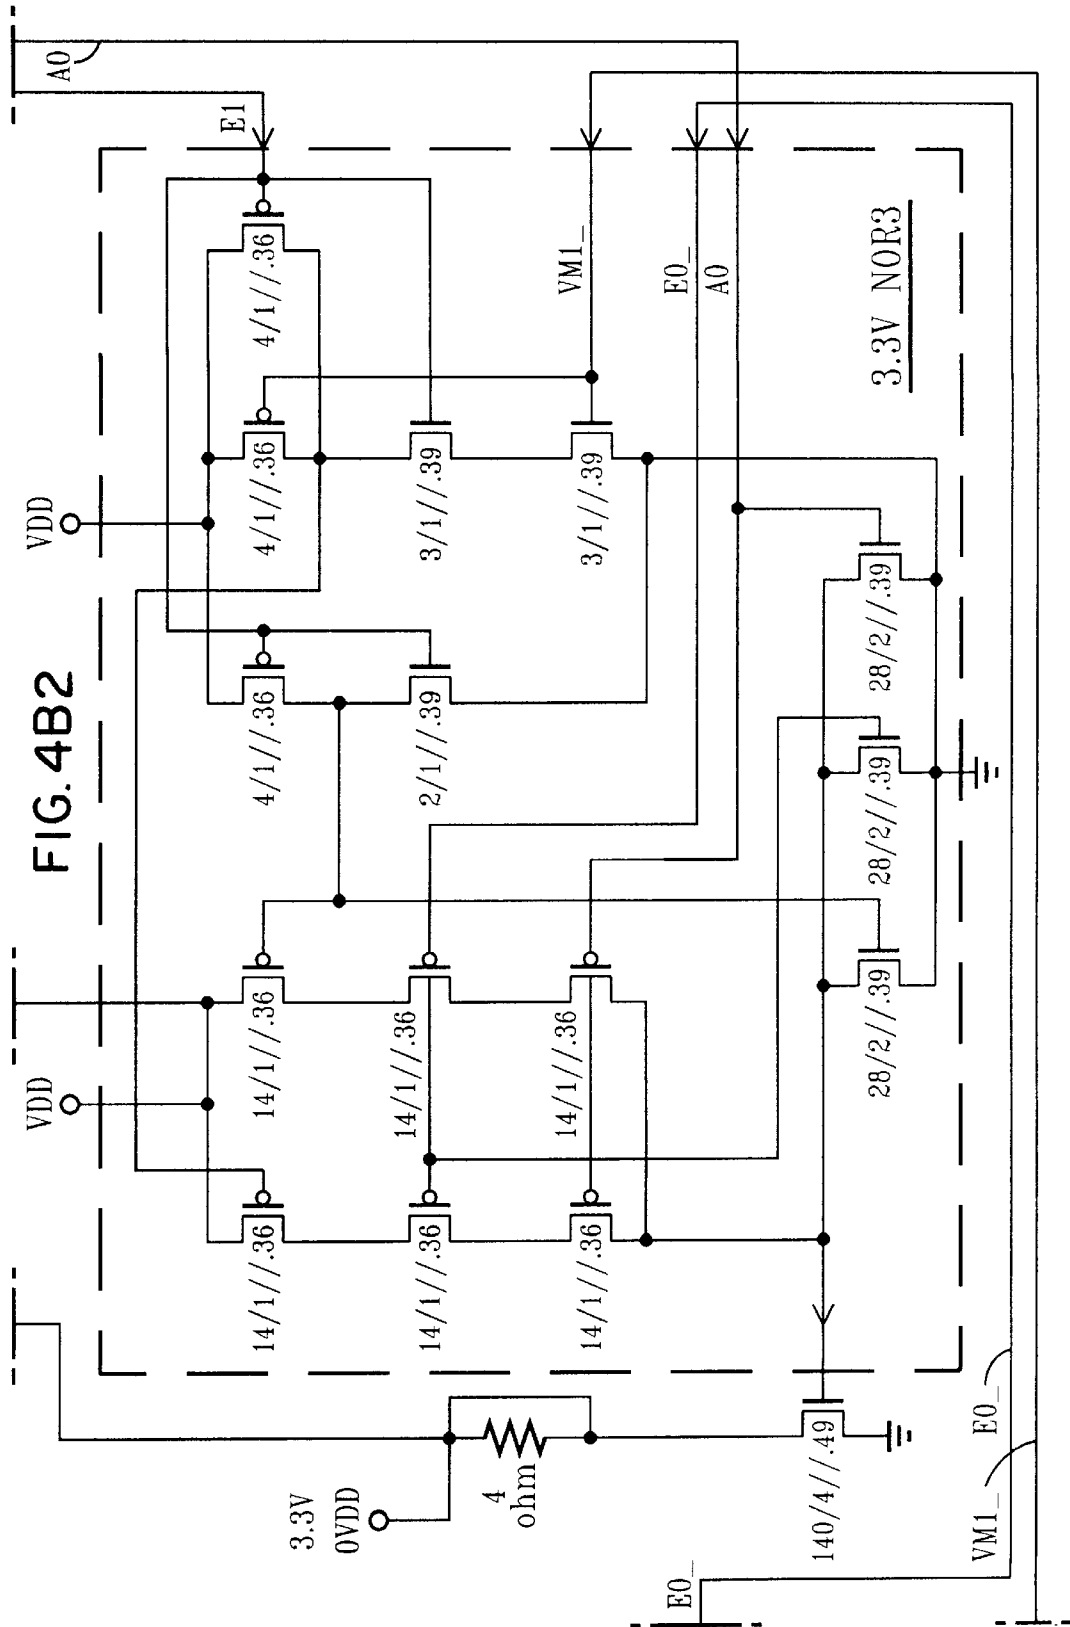 FIG. 4B2
A0
E1
VDD
VDD
4/1//.36
4/1//.36
4/1//.36
14/1//.36
14/1//.36
3/1//.39
2/1//.39
14/1//.36
14/1//.36
3/1//.39
14/1//.36
14/1//.36
VM1_
E0_
A0
3.3V NOR3
28/2//.39
28/2//.39
28/2//.39
3.3V
OVDD
4
ohm
140/4//.49
E0_
VM1_
E0_